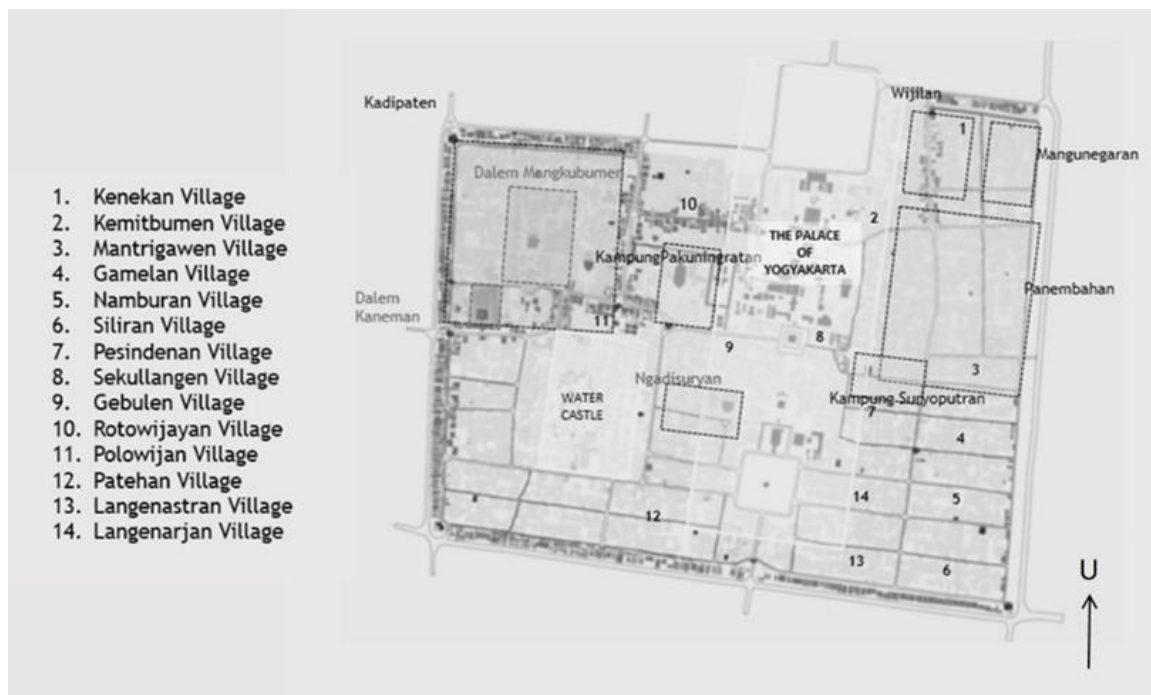 1. Kenekan Village
2. Kemitbumen Village
3. Mantrigawen Village
4. Gamelan Village
5. Namburan Village
6. Siliran Village
7. Pesindenan Village
8. Sekullangen Village
9. Gebulen Village
10. Rotowijayan Village
11. Polowijan Village
12. Patehan Village
13. Langenastran Village
14. Langenarjan Village
Kadipaten
Wijilan
1
Mangunegaran
Dalem Mangkubumen
10
2
THE PALACE
OF
YOGYAKARTA
KampungPakuningratan
Panembahan
Dalem
Kaneman
11
9
8
3
Ngadisuryan
WATER
CASTLE
Kampung Suryoputran
7
4
14
5
12
13
6
U